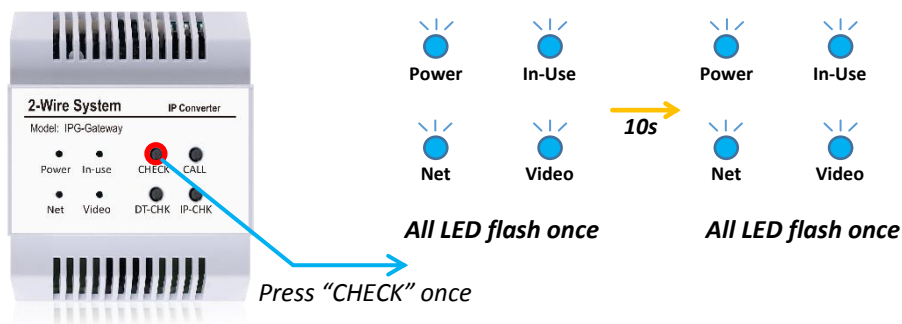 2-Wire System IP Converter
Model: IPG-Gateway
Power In-use CHECK CALL
Net Video DT-CHK IP-CHK
Press “CHECK” once
Power In-Use
Net Video
All LED flash once
10s
Power In-Use
Net Video
All LED flash once